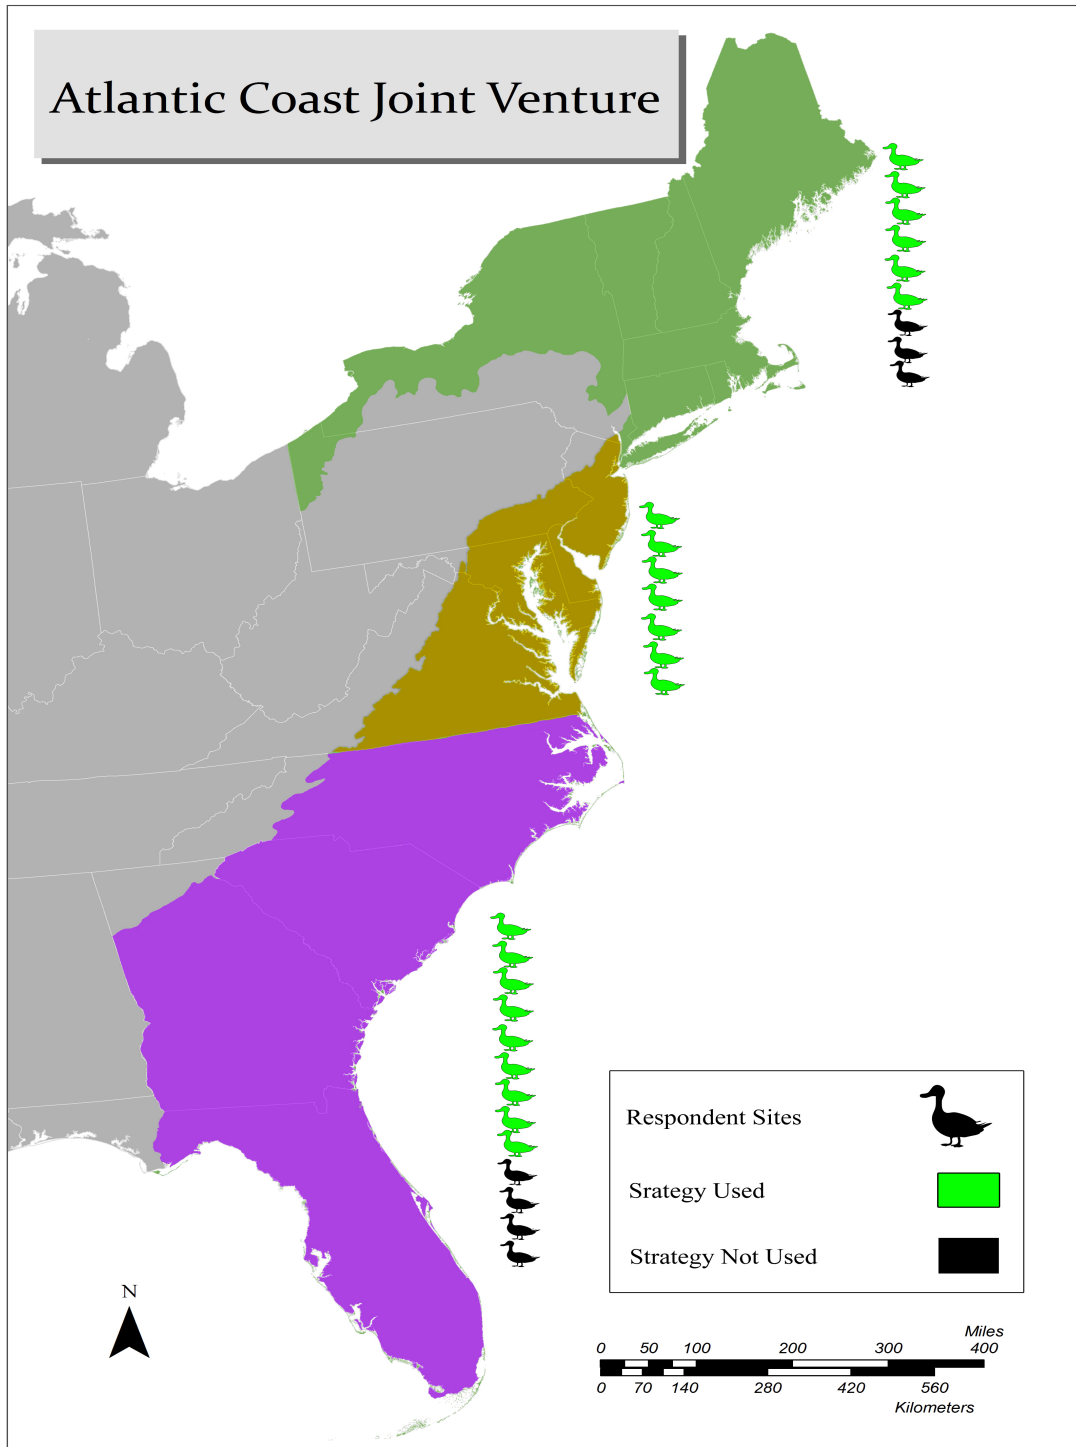 Atlantic Coast Joint Venture
Respondent Sites
Srategy Used
Strategy Not Used
N
Miles
0 50 100 200 300 400
0 70 140 280 420 560
Kilometers